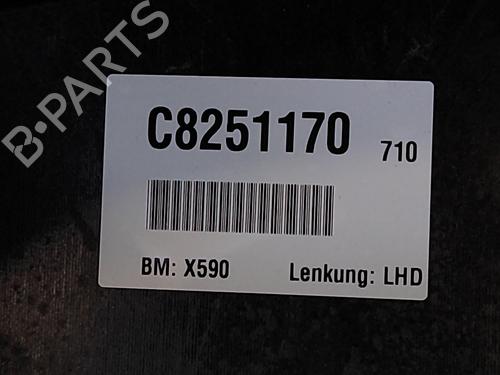 B-PARTS
C8251170 710
BM: X590 Lenkung: LHD